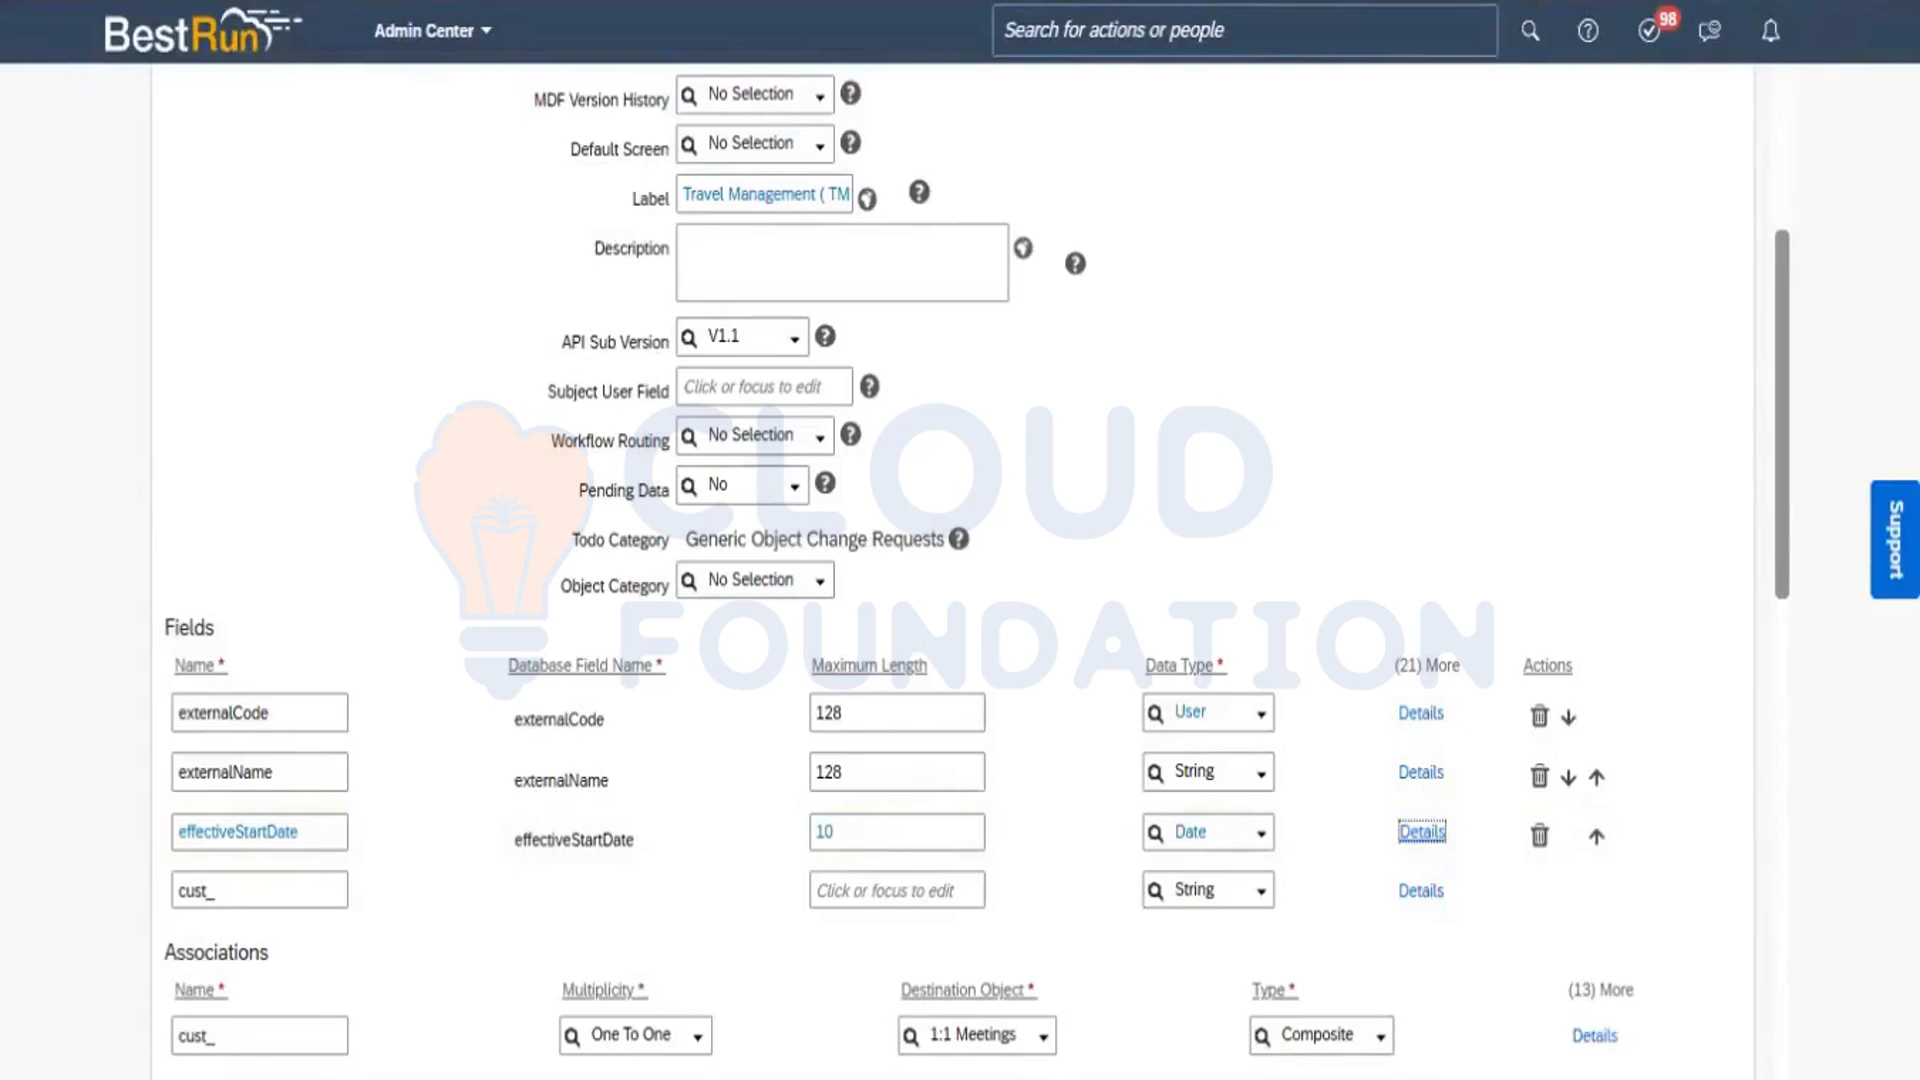 BestRun Admin Center Search for actions or people 98
MDF Version History No Selection
Default Screen No Selection
Label Travel Management ( TM
Description
API Sub Version V1.1
Subject User Field Click or focus to edit
Workflow Routing No Selection
Pending Data No
Todo Category Generic Object Change Requests
Object Category No Selection
CLOUD
FOUNDATION
Support
Fields
Name * Database Field Name * Maximum Length Data Type * (21) More Actions
externalCode externalCode 128 User Details
externalName externalName 128 String Details
effectiveStartDate effectiveStartDate 10 Date Details
cust_ Click or focus to edit String Details
Associations
Name * Multiplicity * Destination Object * Type * (13) More
cust_ One To One 1:1 Meetings Composite Details